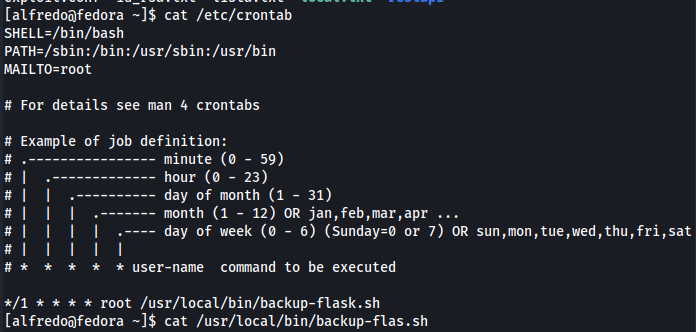 [alfredo@fedora ~]$ cat /etc/crontab
SHELL=/bin/bash
PATH=/sbin:/bin:/usr/sbin:/usr/bin
MAILTO=root

# For details see man 4 crontabs

# Example of job definition:
# .---------------- minute (0 - 59)
# |  .------------- hour (0 - 23)
# |  |  .---------- day of month (1 - 31)
# |  |  |  .------- month (1 - 12) OR jan,feb,mar,apr ...
# |  |  |  |  .---- day of week (0 - 6) (Sunday=0 or 7) OR sun,mon,tue,wed,thu,fri,sat
# |  |  |  |  |
# *  *  *  *  * user-name  command to be executed

*/1 * * * * root /usr/local/bin/backup-flask.sh
[alfredo@fedora ~]$ cat /usr/local/bin/backup-flas.sh